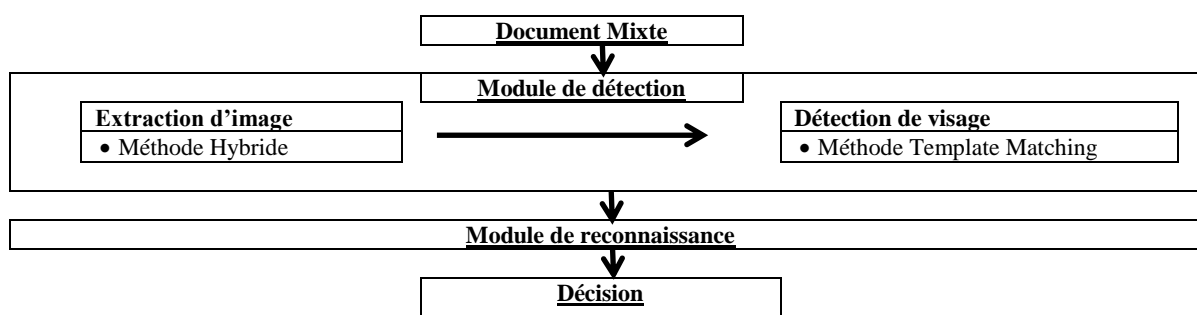 Document Mixte
Module de détection
Extraction d'image
• Méthode Hybride
Détection de visage
• Méthode Template Matching
Module de reconnaissance
Décision